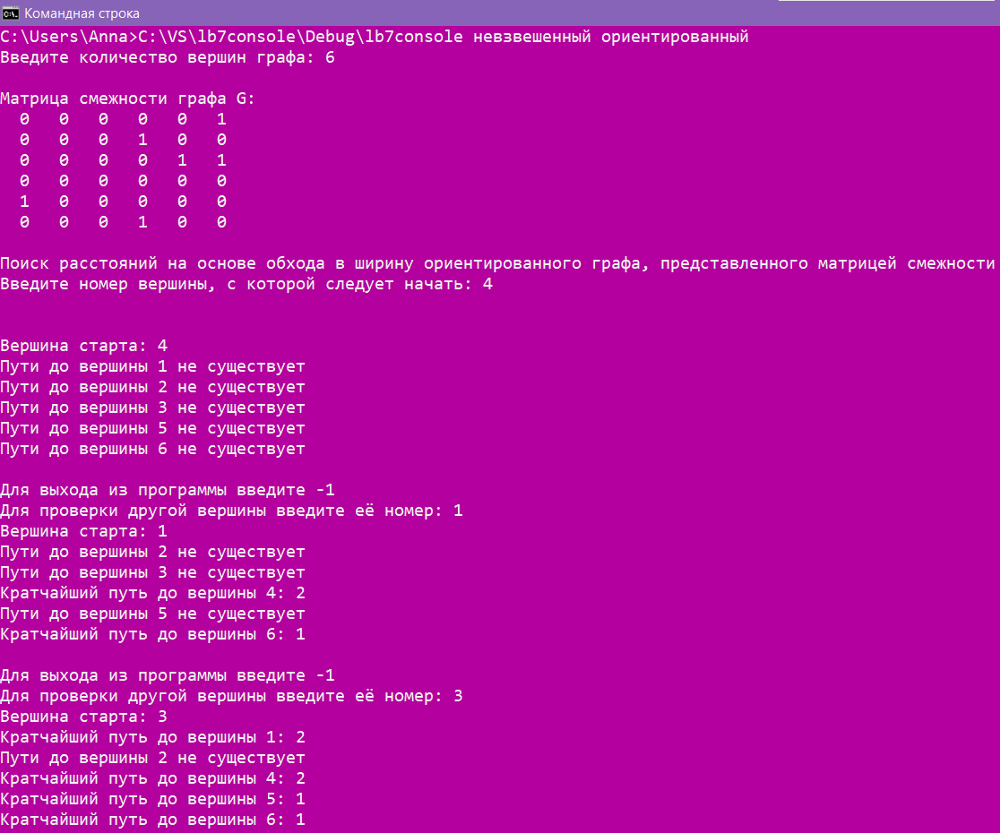 Командная строка
C:\Users\Anna>C:\VS\lb7console\Debug\lb7console невзвешенный ориентированный
Введите количество вершин графа: 6
Матрица смежности графа G:
0 0 0 0 0 1
0 0 0 1 0 0
0 0 0 0 1 1
0 0 0 0 0 0
1 0 0 0 0 0
0 0 0 1 0 0
Поиск расстояний на основе обхода в ширину ориентированного графа, представленного матрицей смежности
Введите номер вершины, с которой следует начать: 4
Вершина старта: 4
Пути до вершины 1 не существует
Пути до вершины 2 не существует
Пути до вершины 3 не существует
Пути до вершины 5 не существует
Пути до вершины 6 не существует
Для выхода из программы введите -1
Для проверки другой вершины введите её номер: 1
Вершина старта: 1
Пути до вершины 2 не существует
Пути до вершины 3 не существует
Кратчайший путь до вершины 4: 2
Пути до вершины 5 не существует
Кратчайший путь до вершины 6: 1
Для выхода из программы введите -1
Для проверки другой вершины введите её номер: 3
Вершина старта: 3
Кратчайший путь до вершины 1: 2
Пути до вершины 2 не существует
Кратчайший путь до вершины 4: 2
Кратчайший путь до вершины 5: 1
Кратчайший путь до вершины 6: 1